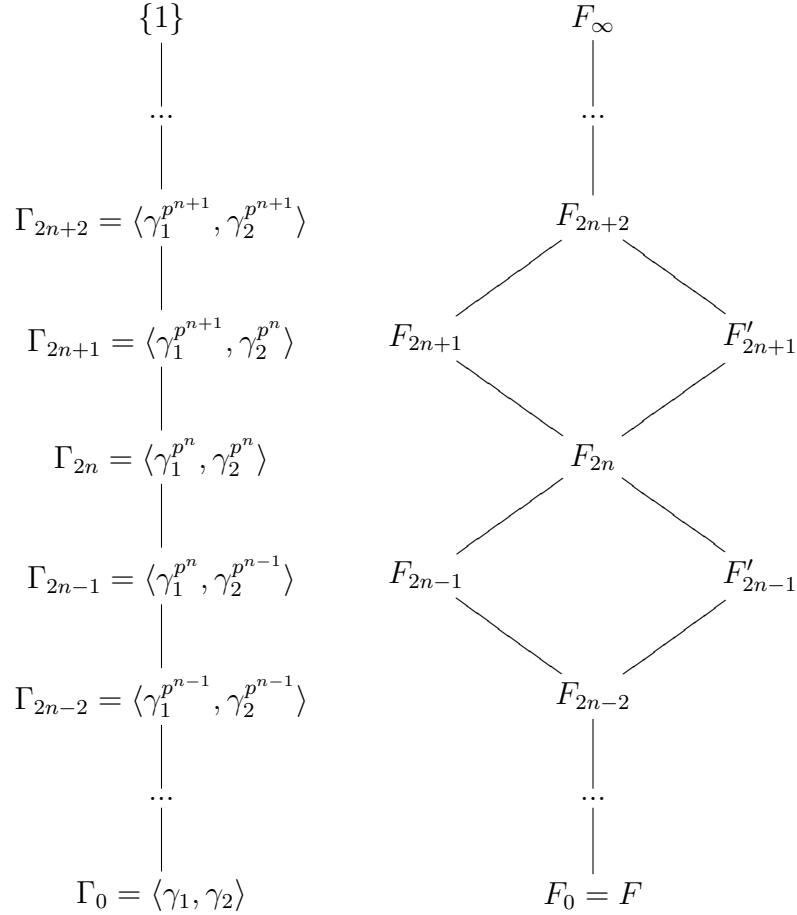 {1} F_∞
... ...
Γ_{2n+2} = ⟨γ_1^{p^{n+1}}, γ_2^{p^{n+1}}⟩ F_{2n+2}
Γ_{2n+1} = ⟨γ_1^{p^{n+1}}, γ_2^{p^n}⟩ F_{2n+1} F'_{2n+1}
Γ_{2n} = ⟨γ_1^{p^n}, γ_2^{p^n}⟩ F_{2n}
Γ_{2n−1} = ⟨γ_1^{p^n}, γ_2^{p^{n−1}}⟩ F_{2n−1} F'_{2n−1}
Γ_{2n−2} = ⟨γ_1^{p^{n−1}}, γ_2^{p^{n−1}}⟩ F_{2n−2}
... ...
Γ_0 = ⟨γ_1, γ_2⟩ F_0 = F